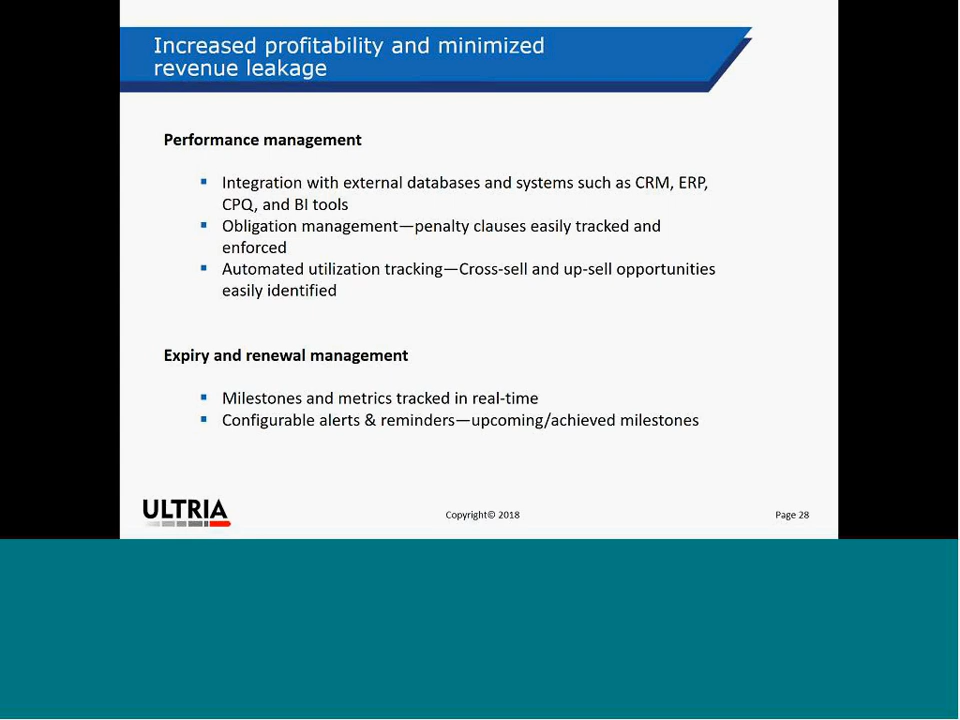 Increased profitability and minimized
revenue leakage
Performance management
▪ Integration with external databases and systems such as CRM, ERP,
CPQ, and BI tools
▪ Obligation management—penalty clauses easily tracked and
enforced
▪ Automated utilization tracking—Cross-sell and up-sell opportunities
easily identified
Expiry and renewal management
▪ Milestones and metrics tracked in real-time
▪ Configurable alerts & reminders—upcoming/achieved milestones
ULTRIA
Copyright© 2018
Page 28